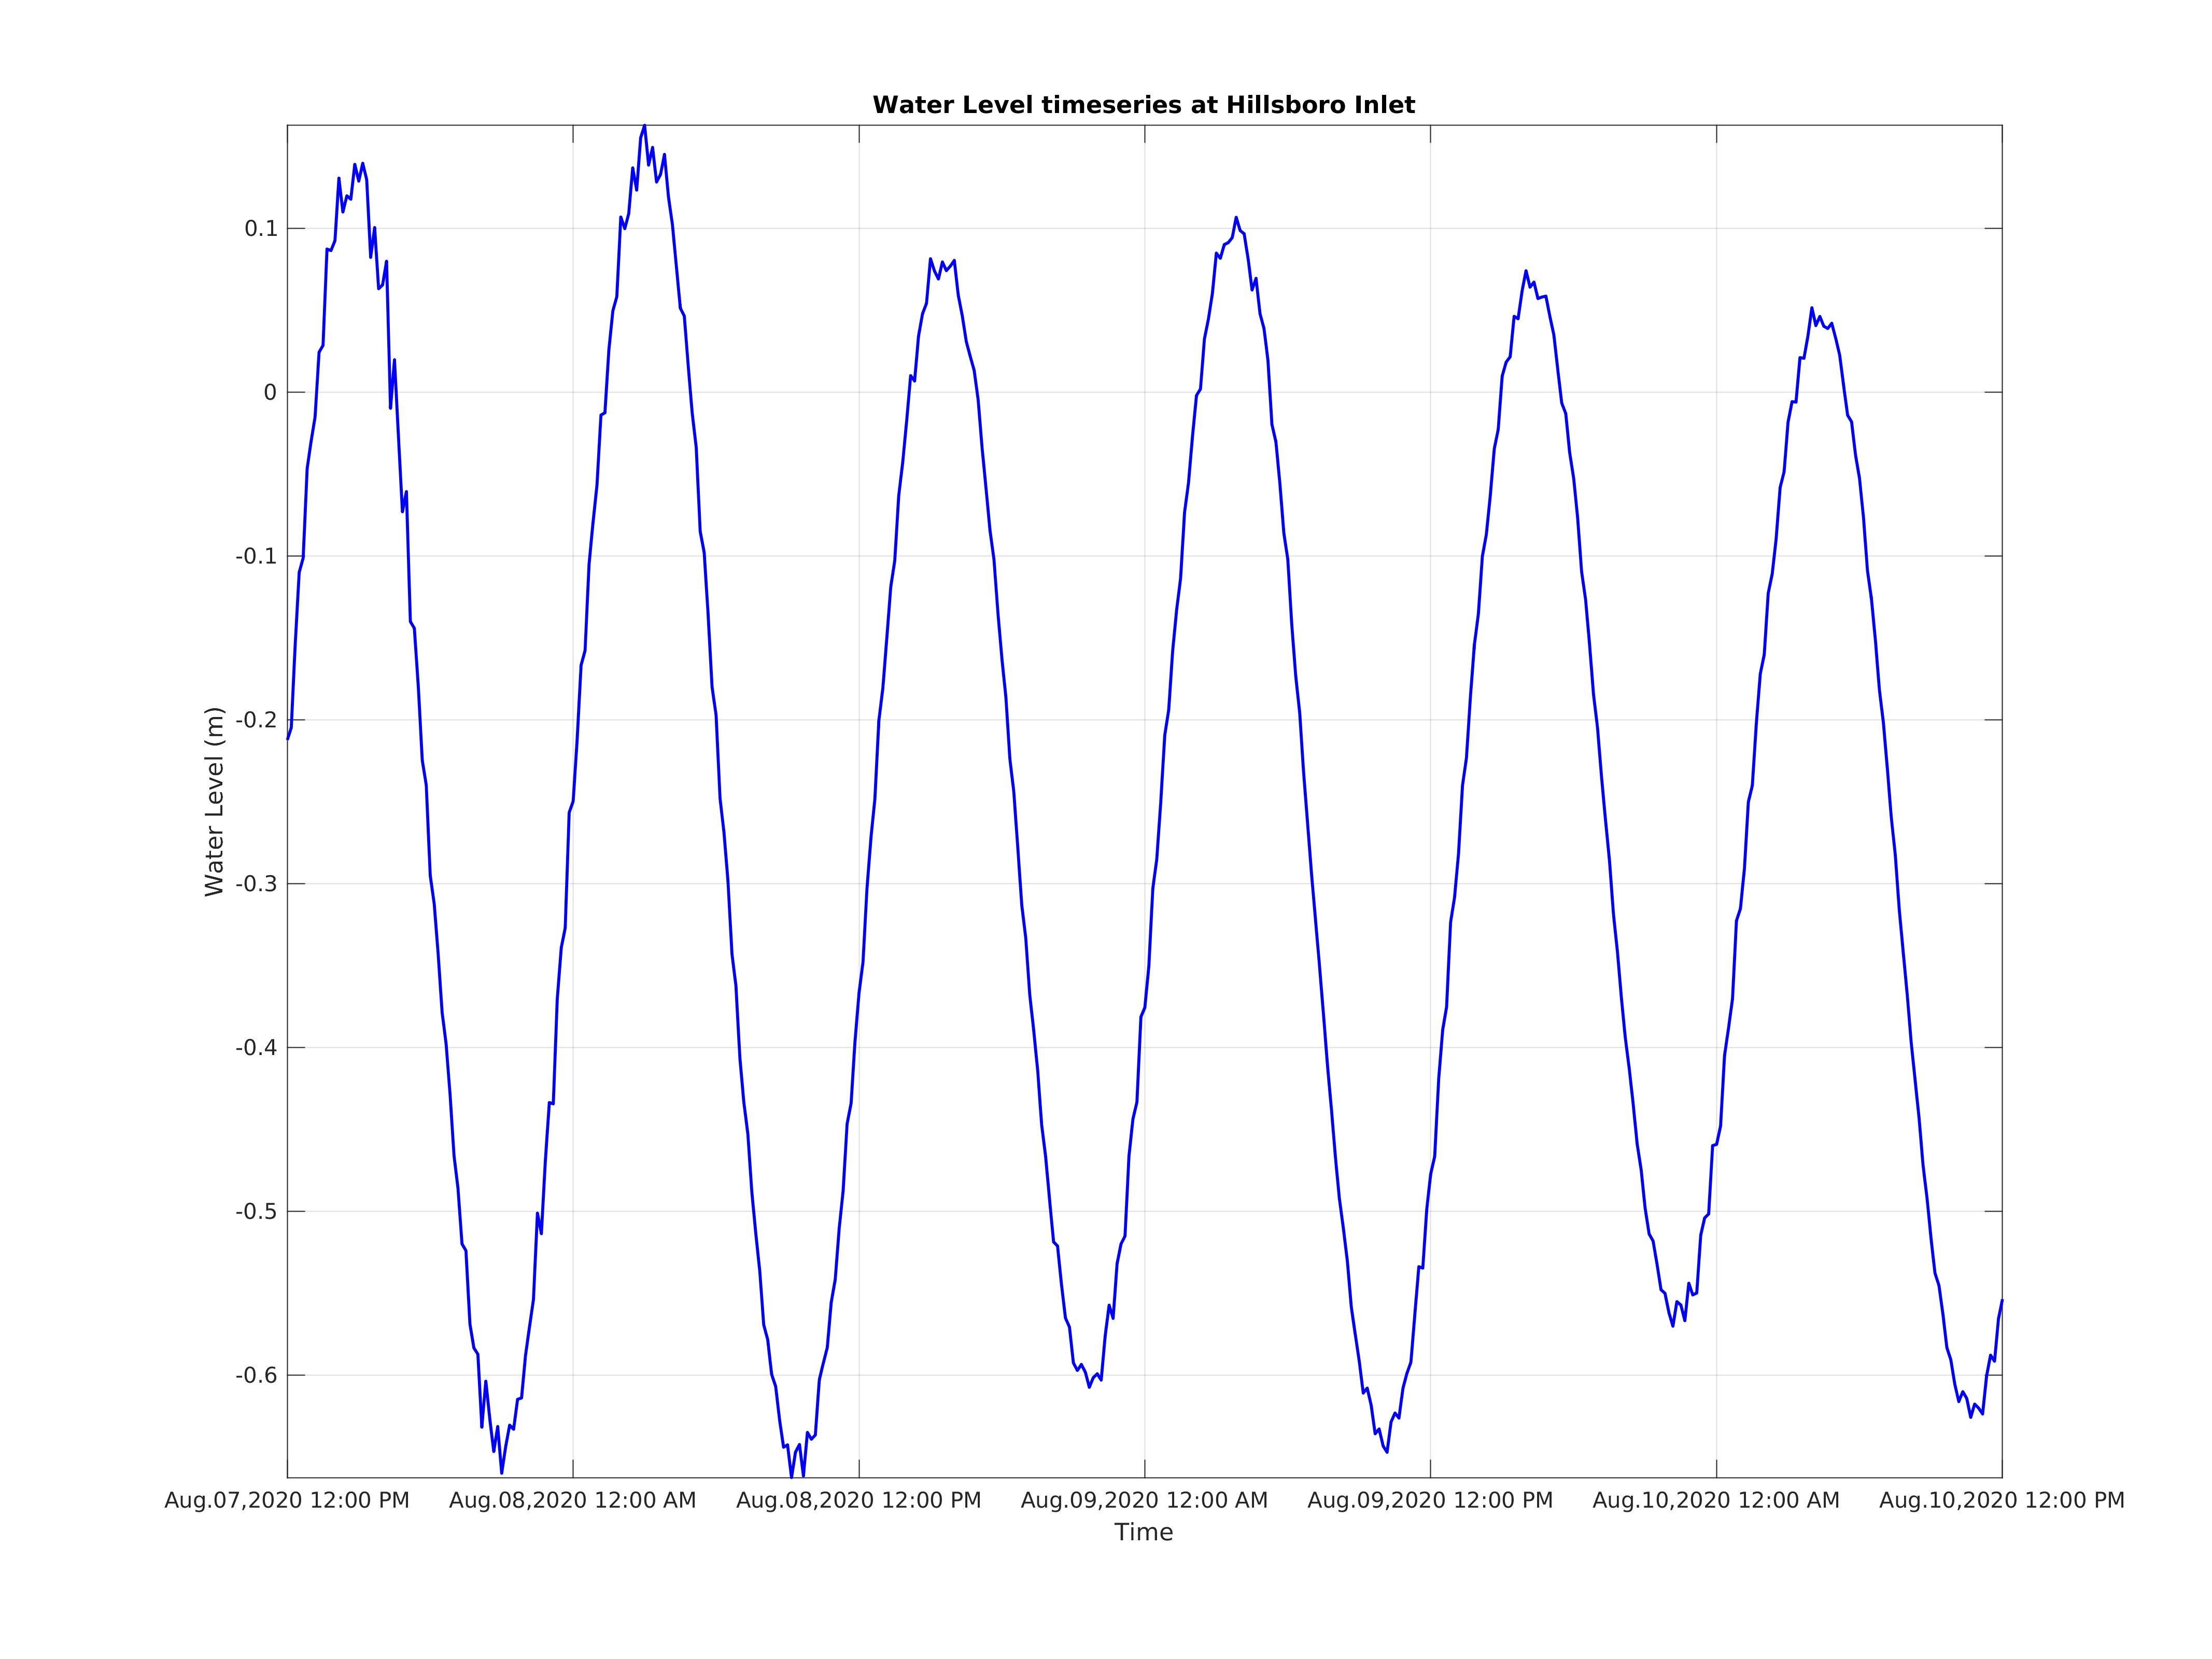 Water Level timeseries at Hillsboro Inlet
Water Level (m)
0.1
0
-0.1
-0.2
-0.3
-0.4
-0.5
-0.6
Aug.07,2020 12:00 PM Aug.08,2020 12:00 AM Aug.08,2020 12:00 PM Aug.09,2020 12:00 AM Aug.09,2020 12:00 PM Aug.10,2020 12:00 AM Aug.10,2020 12:00 PM
Time